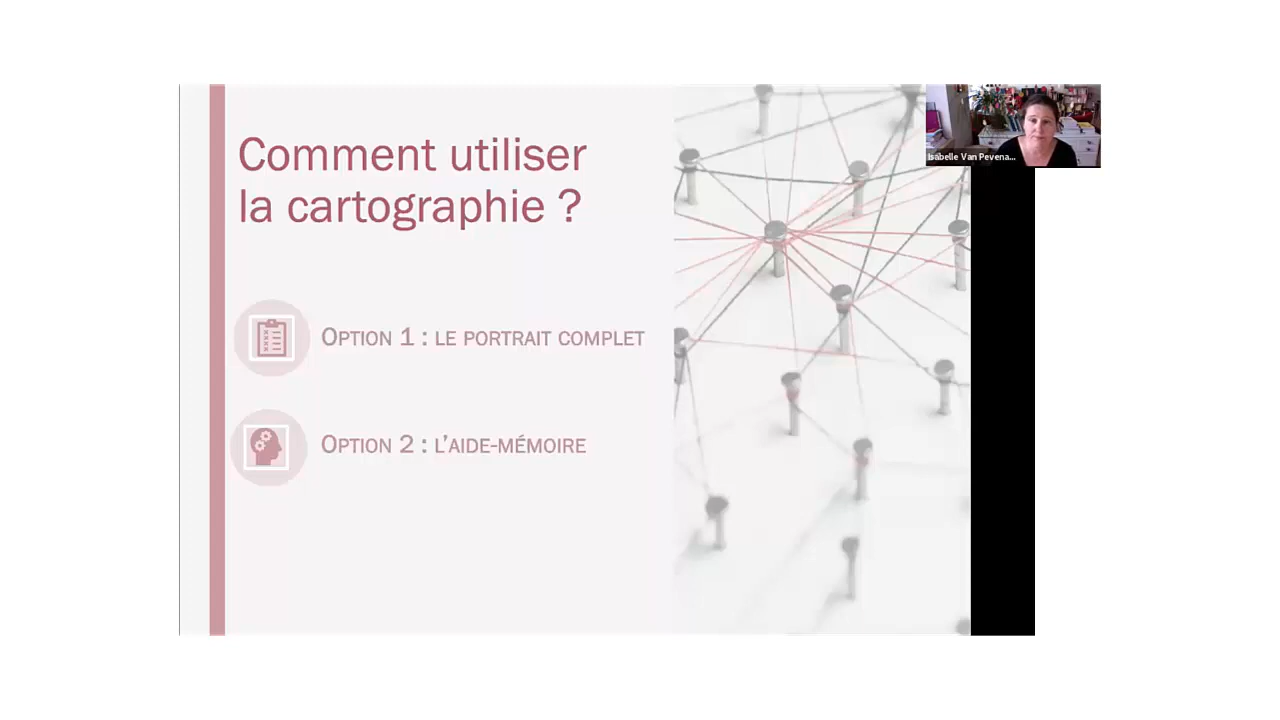 Comment utiliser
la cartographie ?
OPTION 1 : LE PORTRAIT COMPLET
OPTION 2 : L'AIDE-MÉMOIRE
Isabelle Van Pevena...